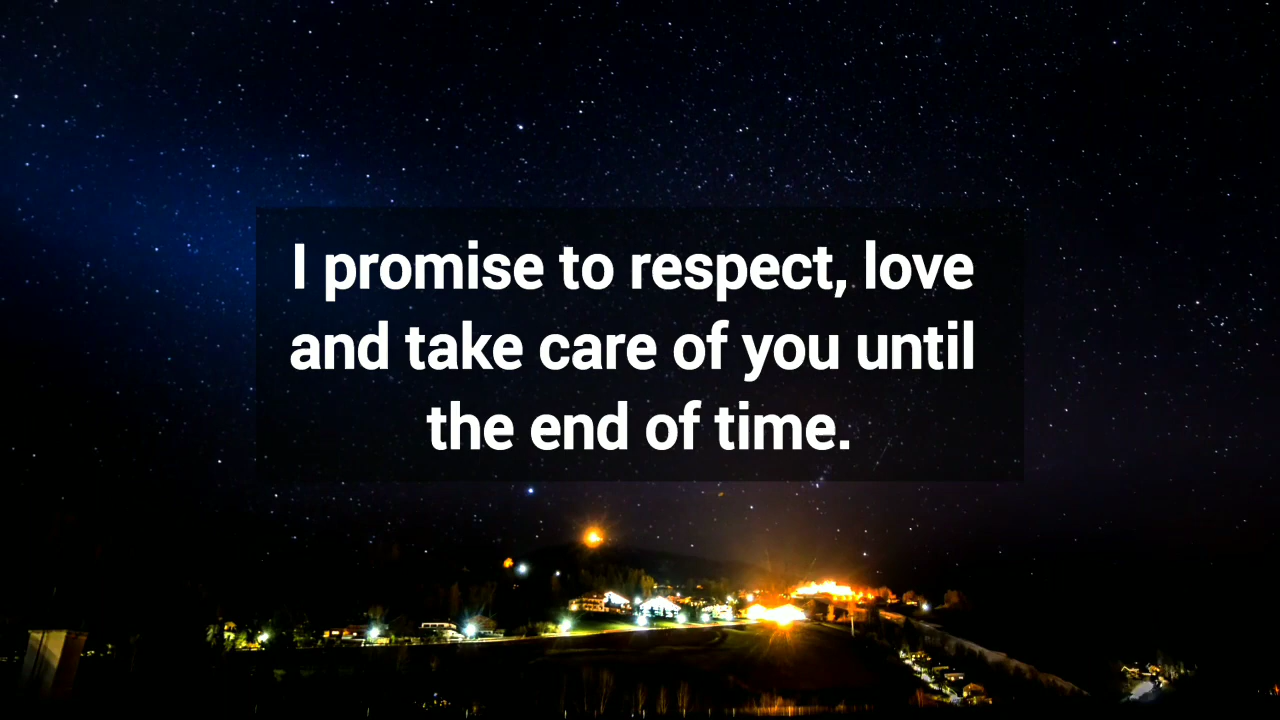 I promise to respect, love
and take care of you until
the end of time.